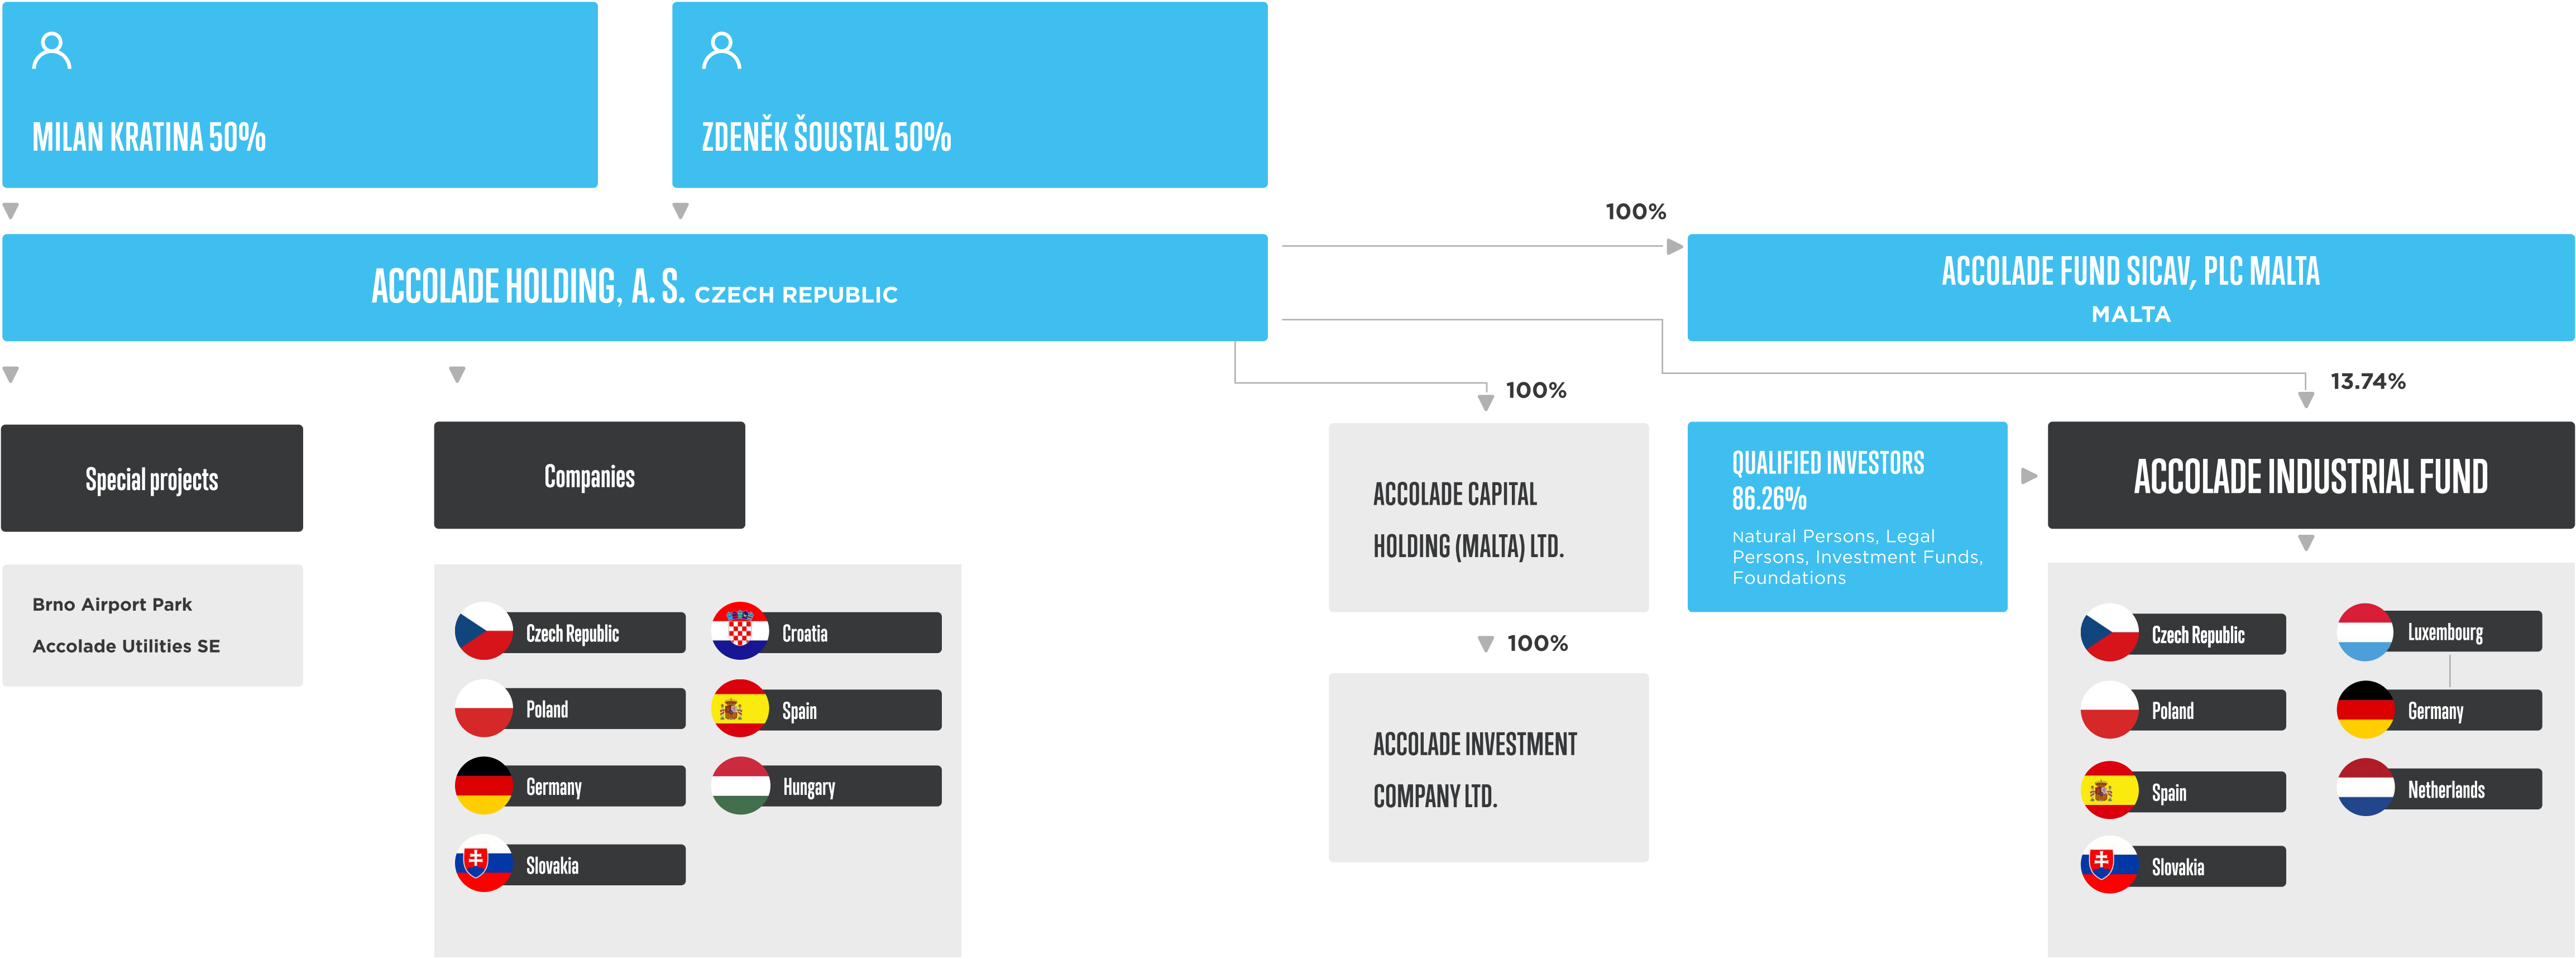 MILAN KRATINA 50%
ZDENĚK ŠOUSTAL 50%
100%
ACCOLADE HOLDING, A. S. CZECH REPUBLIC
ACCOLADE FUND SICAV, PLC MALTA
MALTA
100%
13.74%
Special projects
Companies
ACCOLADE CAPITAL
HOLDING (MALTA) LTD.
QUALIFIED INVESTORS
86.26%
Natural Persons, Legal
Persons, Investment Funds,
Foundations
ACCOLADE INDUSTRIAL FUND
Brno Airport Park
Accolade Utilities SE
Czech Republic
Croatia
Poland
Spain
Germany
Hungary
Slovakia
100%
ACCOLADE INVESTMENT
COMPANY LTD.
Czech Republic
Luxembourg
Poland
Germany
Spain
Netherlands
Slovakia